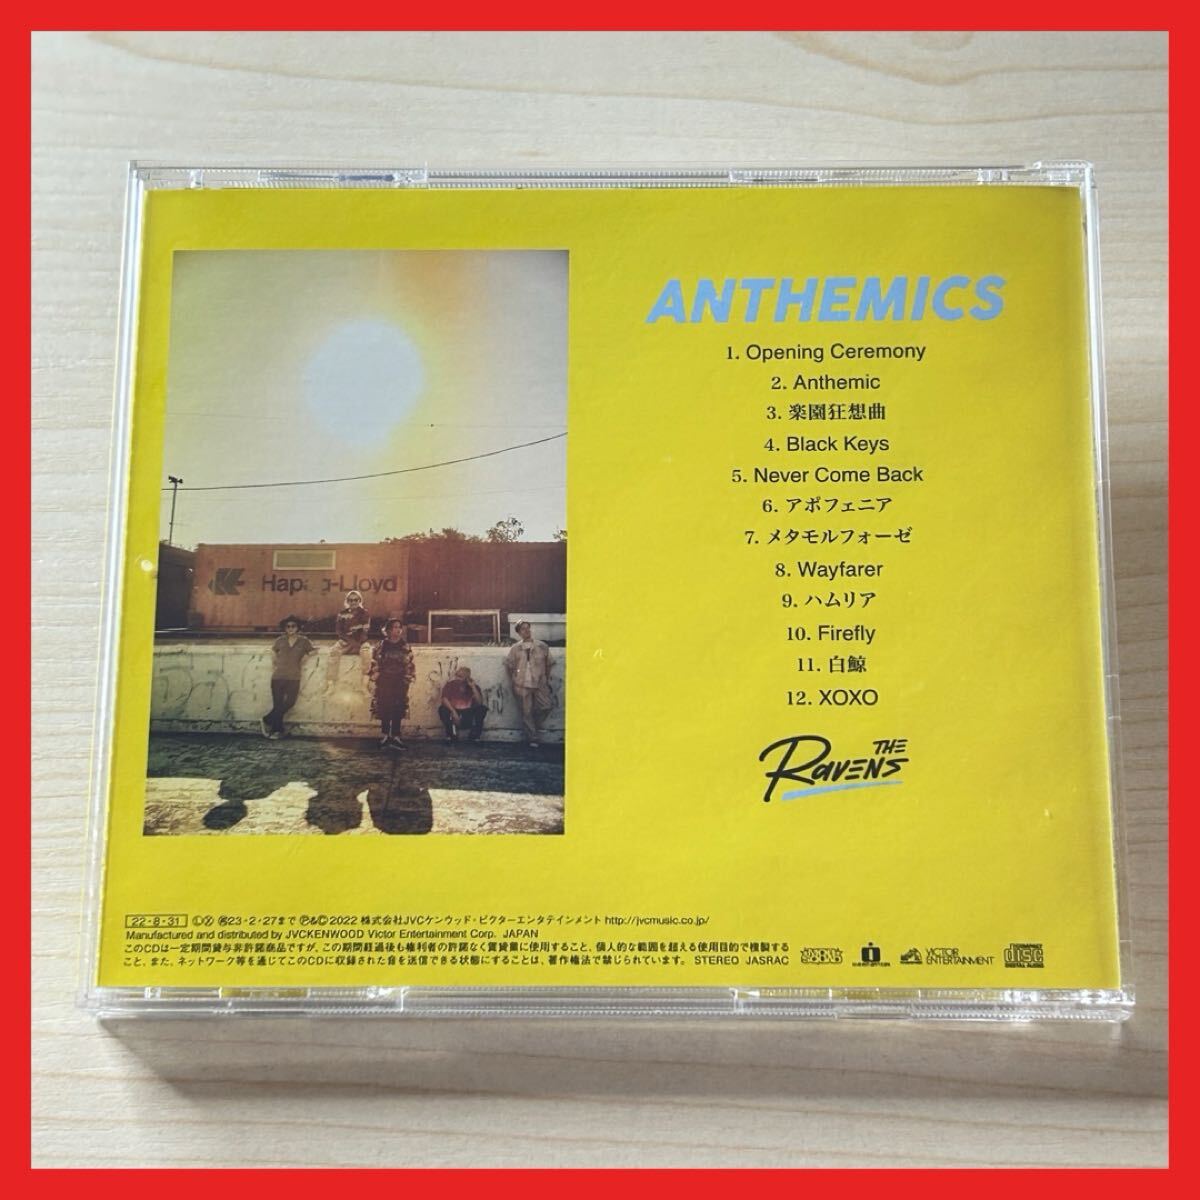 ANTHEMICS
1. Opening Ceremony
2. Anthemic
3. 楽園狂想曲
4. Black Keys
5. Never Come Back
6. アポフェニア
7. メタモルフォーゼ
8. Wayfarer
9. ハムリア
10. Firefly
11. 白鯨
12. XOXO
THE
RAVENS
Hapag-Lloyd
22・8・31 Ⓛ Ⓨ 23・2・27まで Ⓟ&Ⓒ 2022 株式会社JVCケンウッド・ビクターエンタテインメント http://jvcmusic.co.jp/
Manufactured and distributed by JVCKENWOOD Victor Entertainment Corp. JAPAN
このCDは一定期間貸与非許諾商品ですが、この期間経過後も権利者の許諾なく賃貸業に使用すること、個人的な範囲を超える使用目的で複製する
こと、また、ネットワーク等を通じてこのCDに収録された音を送信できる状態にすることは、著作権法で禁じられています。 STEREO JASRAC
VICTOR
ENTERTAINMENT
COMPACT
disc
DIGITAL AUDIO